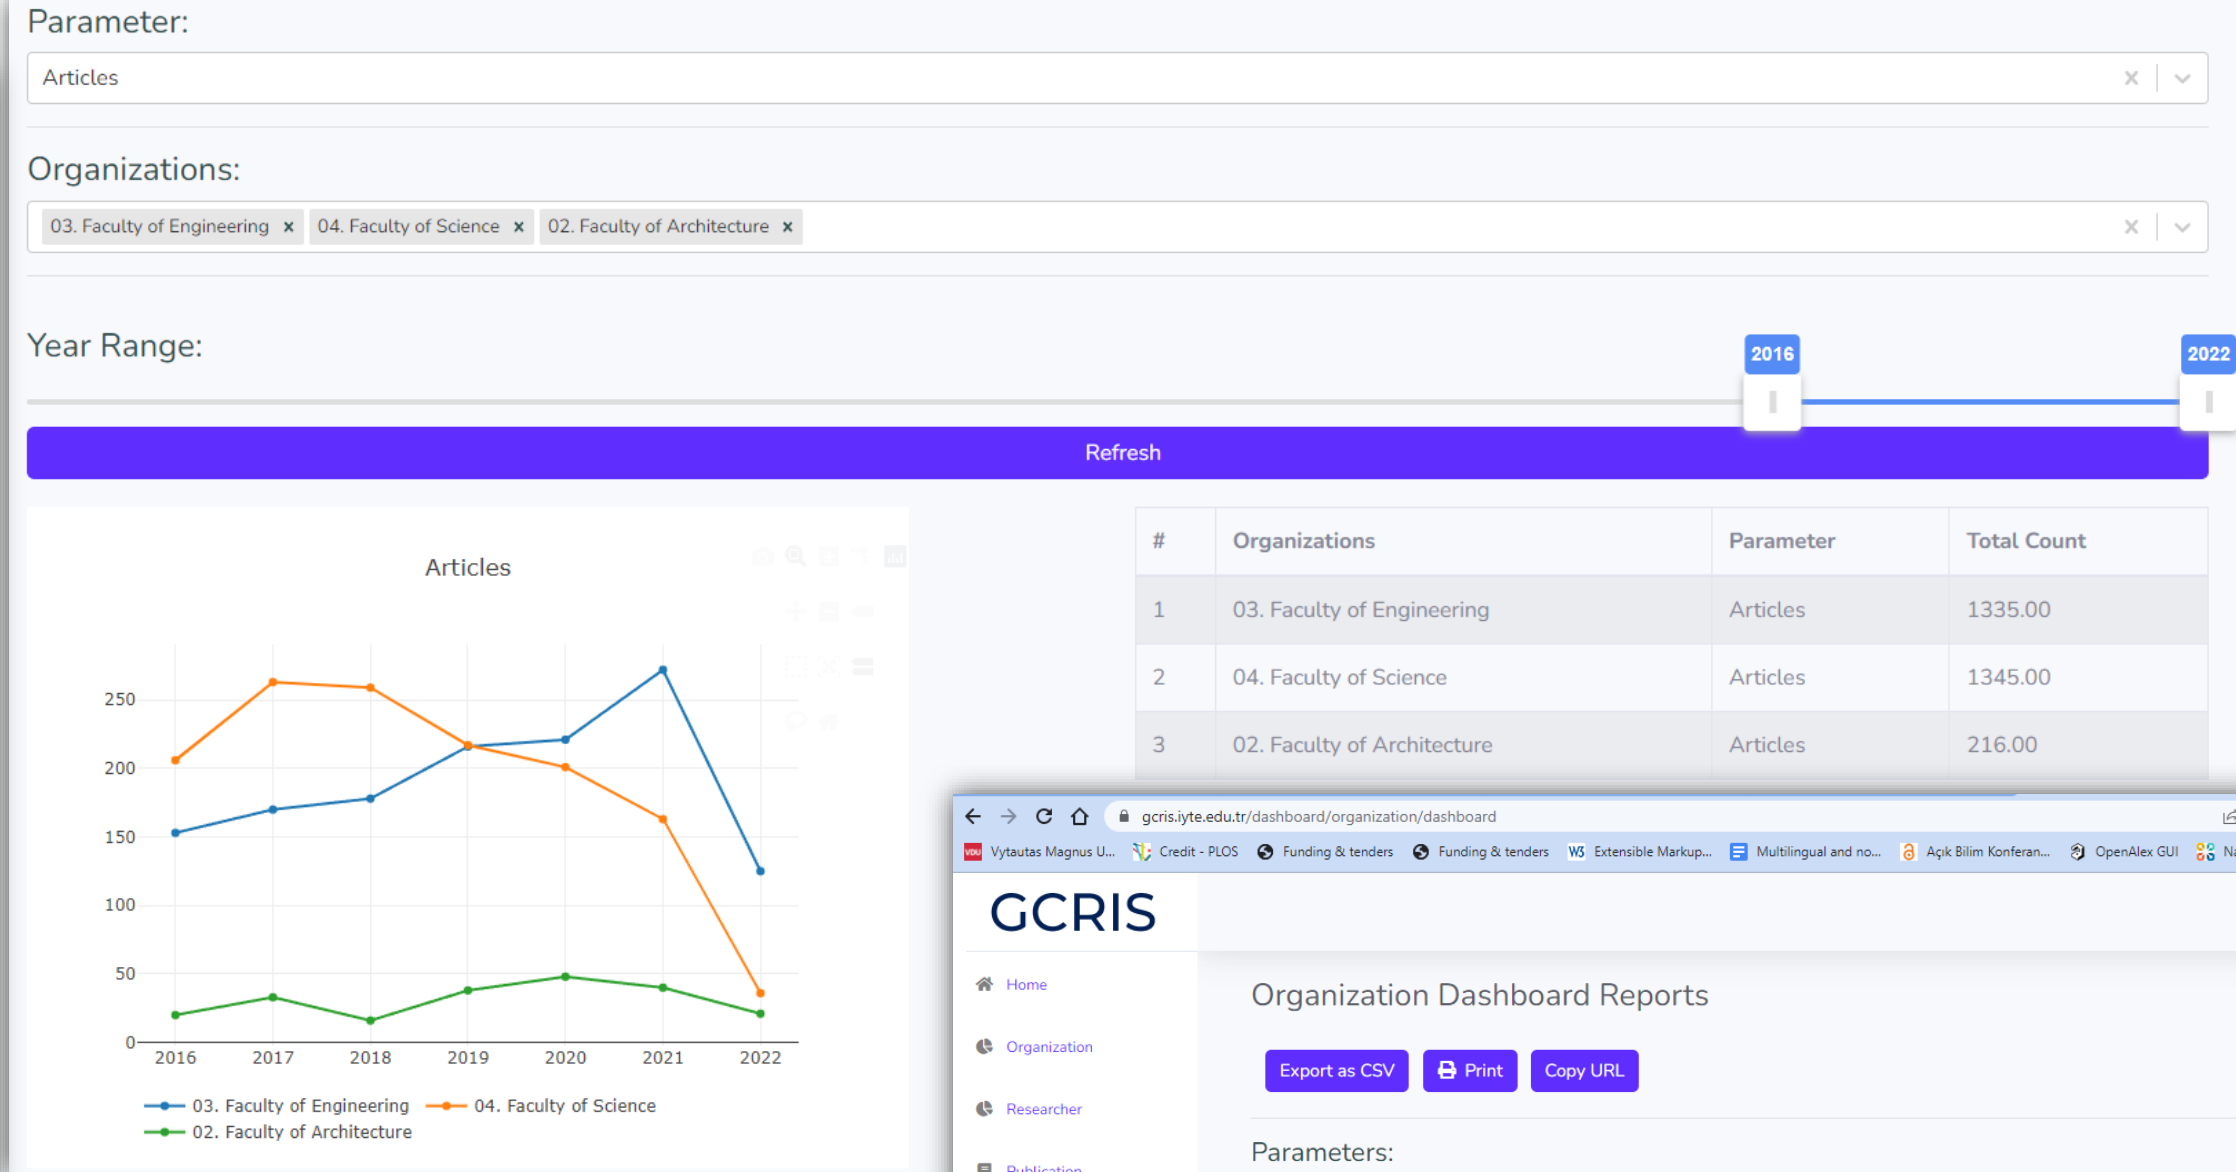 Parameter:
Articles
Organizations:
03. Faculty of Engineering × 04. Faculty of Science × 02. Faculty of Architecture ×
Year Range:
2016
2022
Refresh
Articles
250
200
150
100
50
0
2016 2017 2018 2019 2020 2021 2022
03. Faculty of Engineering 04. Faculty of Science
02. Faculty of Architecture
# Organizations Parameter Total Count
1 03. Faculty of Engineering Articles 1335.00
2 04. Faculty of Science Articles 1345.00
3 02. Faculty of Architecture Articles 216.00
gcris.iyte.edu.tr/dashboard/organization/dashboard
VDU Vytautas Magnus U... Credit - PLOS Funding & tenders Funding & tenders W3 Extensible Markup... Multilingual and no... Açık Bilim Konferan... OpenAlex GUI
GCRIS
Home
Organization
Researcher
Publication
Organization Dashboard Reports
Export as CSV Print Copy URL
Parameters: